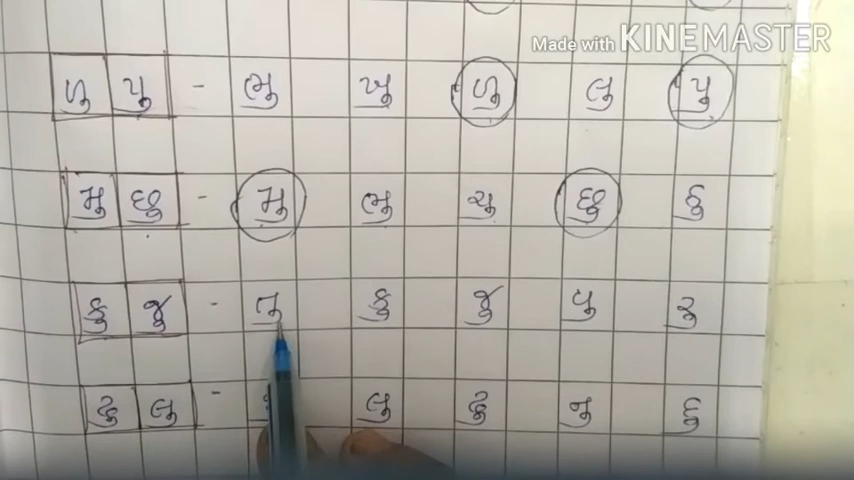 Made with KINEMASTER
ળુ યુ - ભુ ખુ ળુ લુ યુ
મુ છુ - મુ ભુ ચુ છુ ઠુ
ફુ જુ - તુ ફુ જુ પુ રુ
ઢુ લુ - લુ ઢુ નુ દુ